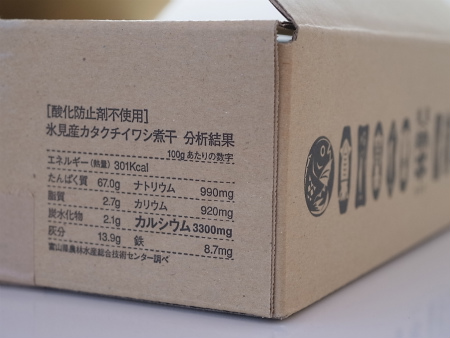 [酸化防止剤不使用]
氷見産カタクチイワシ煮干 分析結果
100gあたりの数字
エネルギー(熱量) 301Kcal
たんぱく質 67.0g ナトリウム 990mg
脂質 2.7g カリウム 920mg
炭水化物 2.1g カルシウム 3300mg
灰分 13.9g 鉄 8.7mg
富山県農林水産総合技術センター調べ